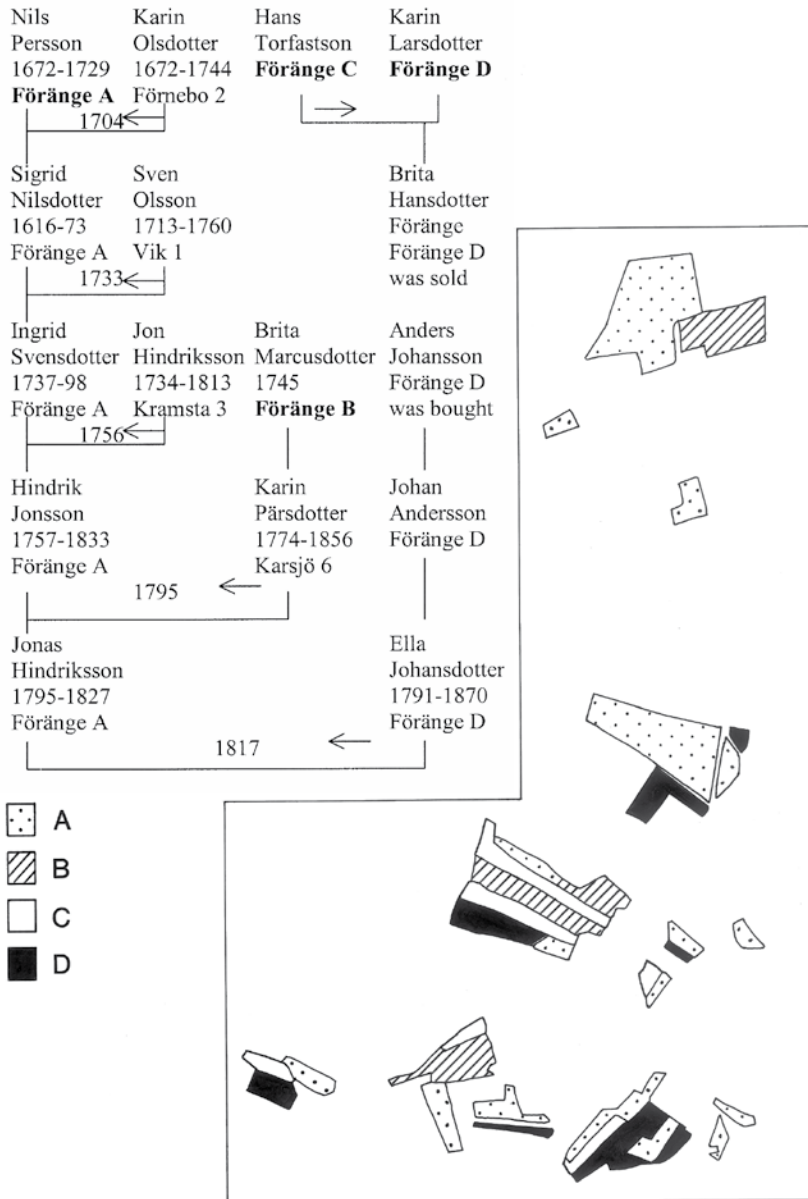 Nils
Persson
1672-1729
Föränge A
Karin
Olsdotter
1672-1744
Förnebo 2
Hans
Torfastson
Föränge C
Karin
Larsdotter
Föränge D
1704
Sigrid
Nilsdotter
1616-73
Föränge A
Sven
Olsson
1713-1760
Vik 1
Brita
Hansdotter
Föränge
Föränge D
was sold
1733
Ingrid
Svensdotter
1737-98
Föränge A
Jon
Hindriksson
1734-1813
Kramsta 3
Brita
Marcusdotter
1745
Föränge B
Anders
Johansson
Föränge D
was bought
1756
Hindrik
Jonsson
1757-1833
Föränge A
Karin
Pärsdotter
1774-1856
Karsjö 6
Johan
Andersson
Föränge D
1795
Jonas
Hindriksson
1795-1827
Föränge A
Ella
Johansdotter
1791-1870
Föränge D
1817
A
B
C
D